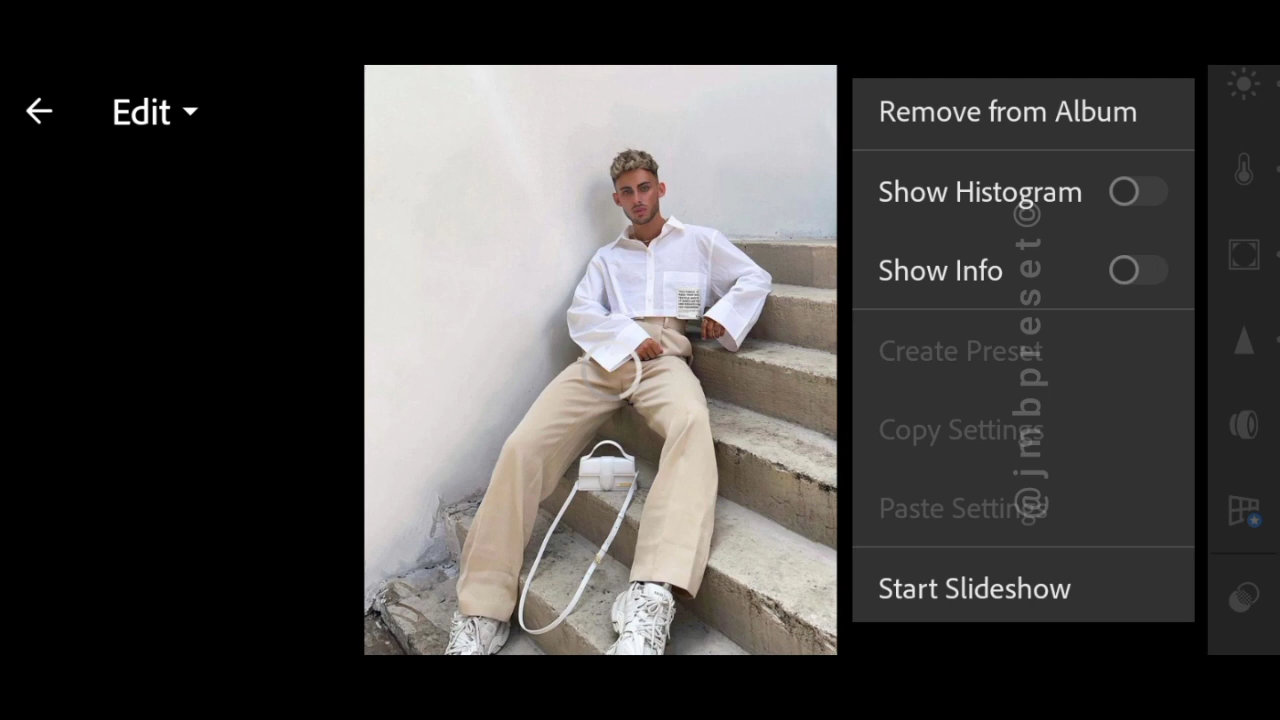 Edit
Remove from Album
Show Histogram
Show Info
Create Preset
Copy Settings
Paste Settings
Start Slideshow
@jmbpreset©